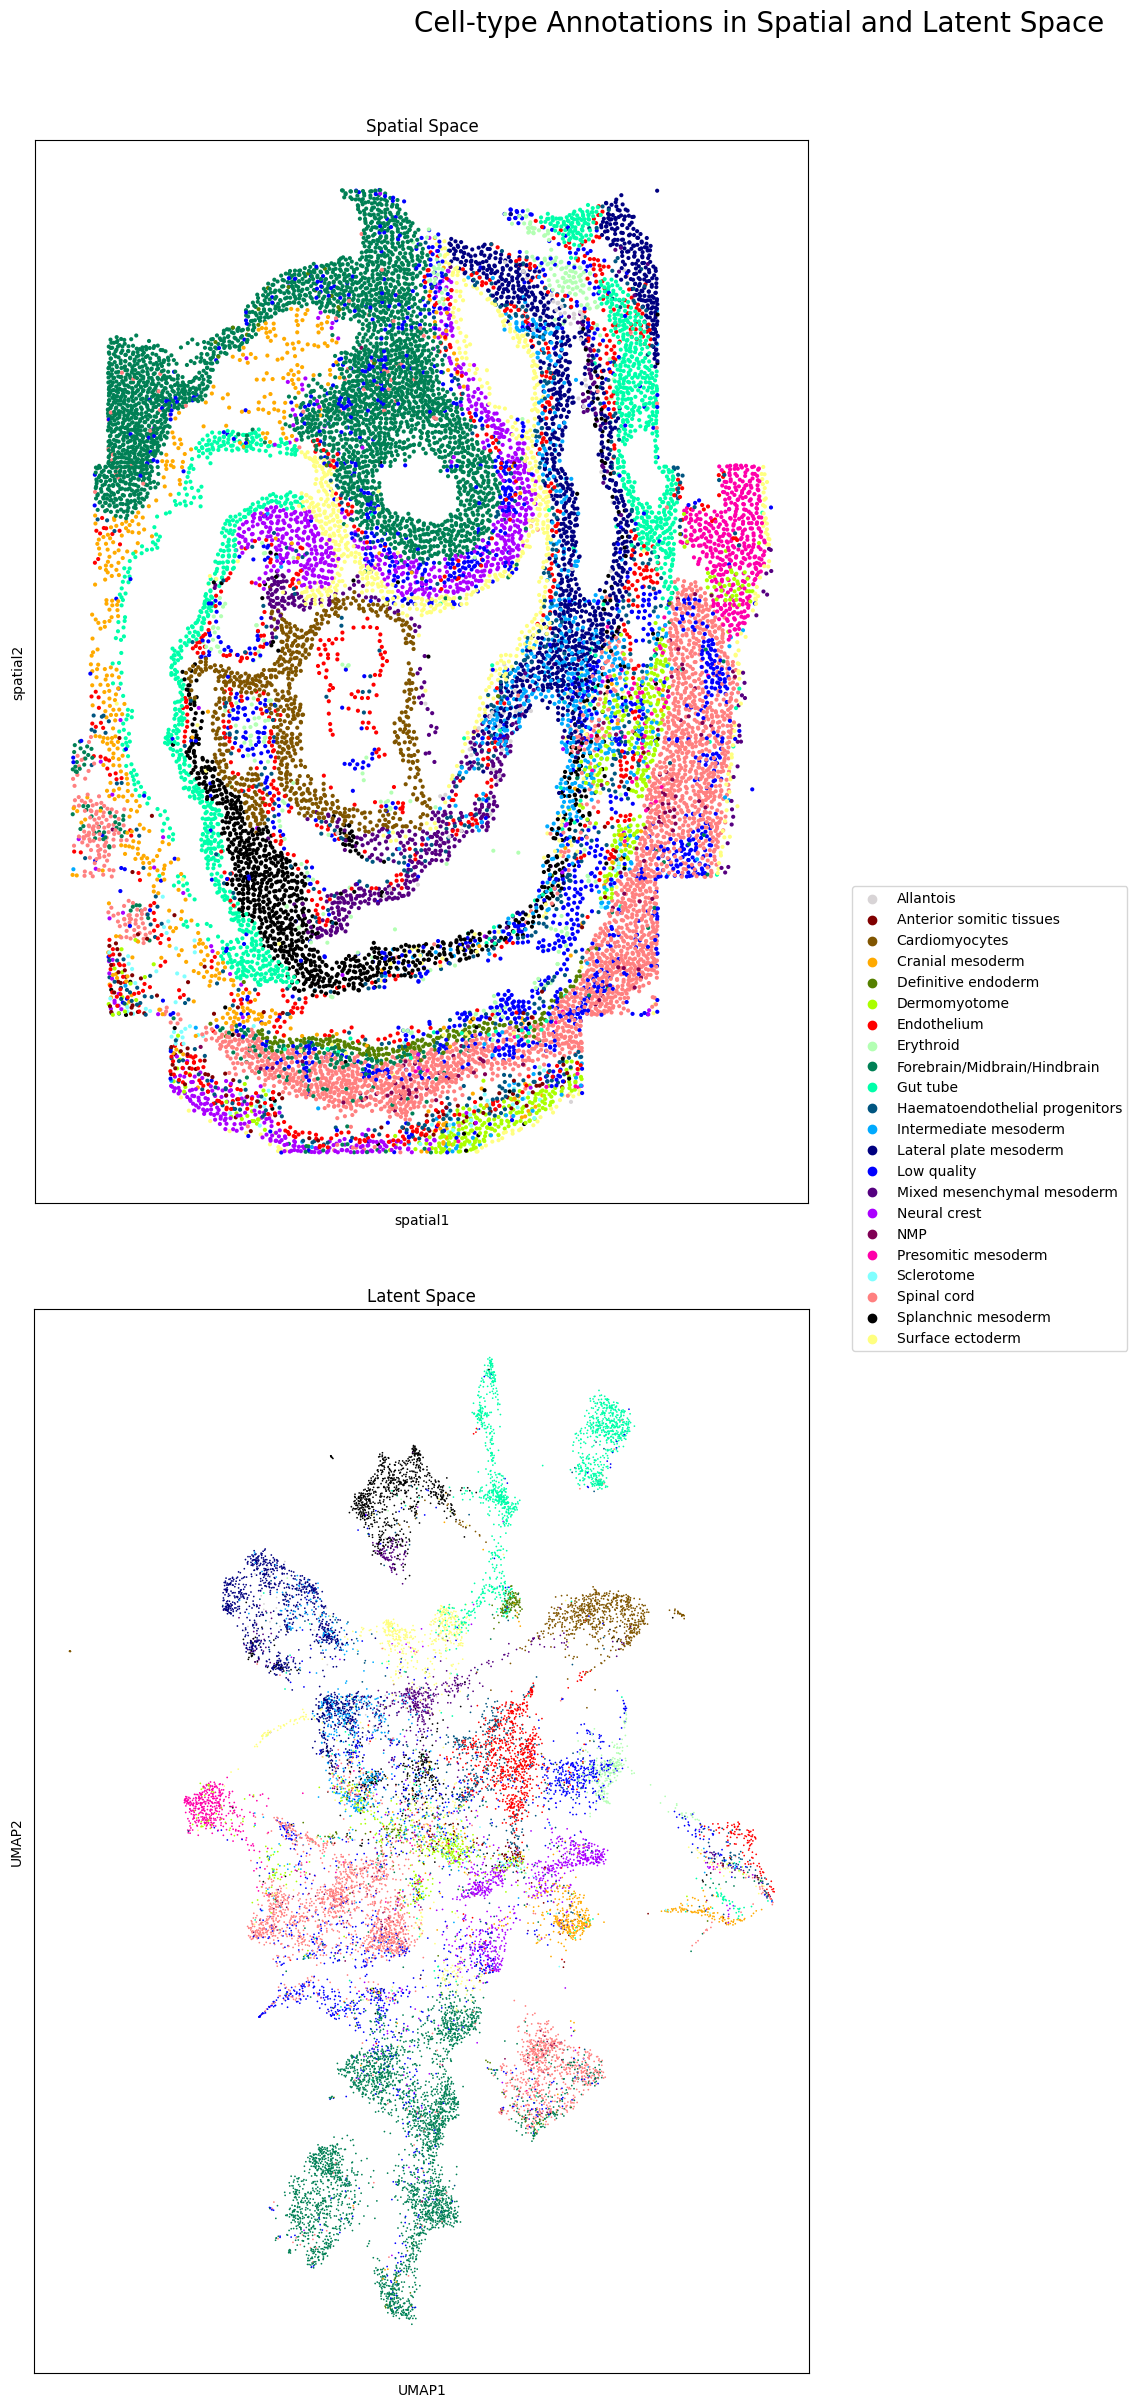 Cell-type Annotations in Spatial and Latent Space
Spatial Space
spatial2
spatial1
Allantois
Anterior somitic tissues
Cardiomyocytes
Cranial mesoderm
Definitive endoderm
Dermomyotome
Endothelium
Erythroid
Forebrain/Midbrain/Hindbrain
Gut tube
Haematoendothelial progenitors
Intermediate mesoderm
Lateral plate mesoderm
Low quality
Mixed mesenchymal mesoderm
Neural crest
NMP
Presomitic mesoderm
Sclerotome
Spinal cord
Splanchnic mesoderm
Surface ectoderm
Latent Space
UMAP2
UMAP1